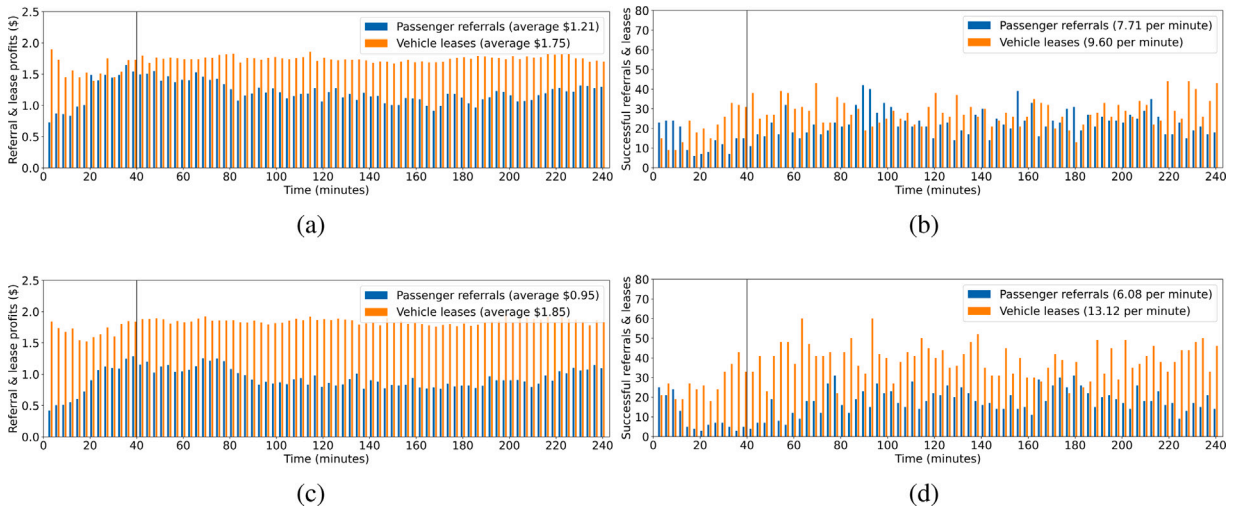 2.5
2.0
1.5
1.0
0.5
0.0
Referral & lease profits ($)
Passenger referrals (average $1.21)
Vehicle leases (average $1.75)
0 20 40 60 80 100 120 140 160 180 200 220 240
Time (minutes)
(a)
80
70
60
50
40
30
20
10
0
Successful referrals & leases
Passenger referrals (7.71 per minute)
Vehicle leases (9.60 per minute)
0 20 40 60 80 100 120 140 160 180 200 220 240
Time (minutes)
(b)
2.5
2.0
1.5
1.0
0.5
0.0
Referral & lease profits ($)
Passenger referrals (average $0.95)
Vehicle leases (average $1.85)
0 20 40 60 80 100 120 140 160 180 200 220 240
Time (minutes)
(c)
80
70
60
50
40
30
20
10
0
Successful referrals & leases
Passenger referrals (6.08 per minute)
Vehicle leases (13.12 per minute)
0 20 40 60 80 100 120 140 160 180 200 220 240
Time (minutes)
(d)